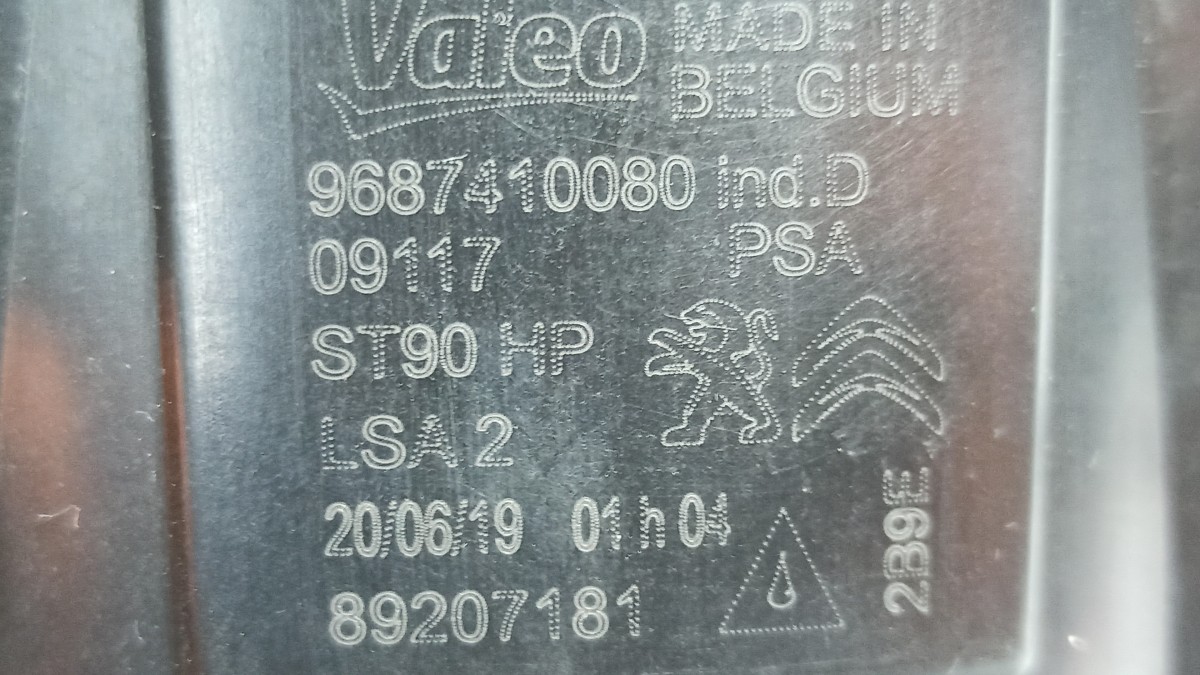 Valeo
MADE IN
BELGIUM
9687410080 ind.D
09117
PSA
ST90 HP
LSA 2
20/06/19 01 h 04
89207181
2B9E